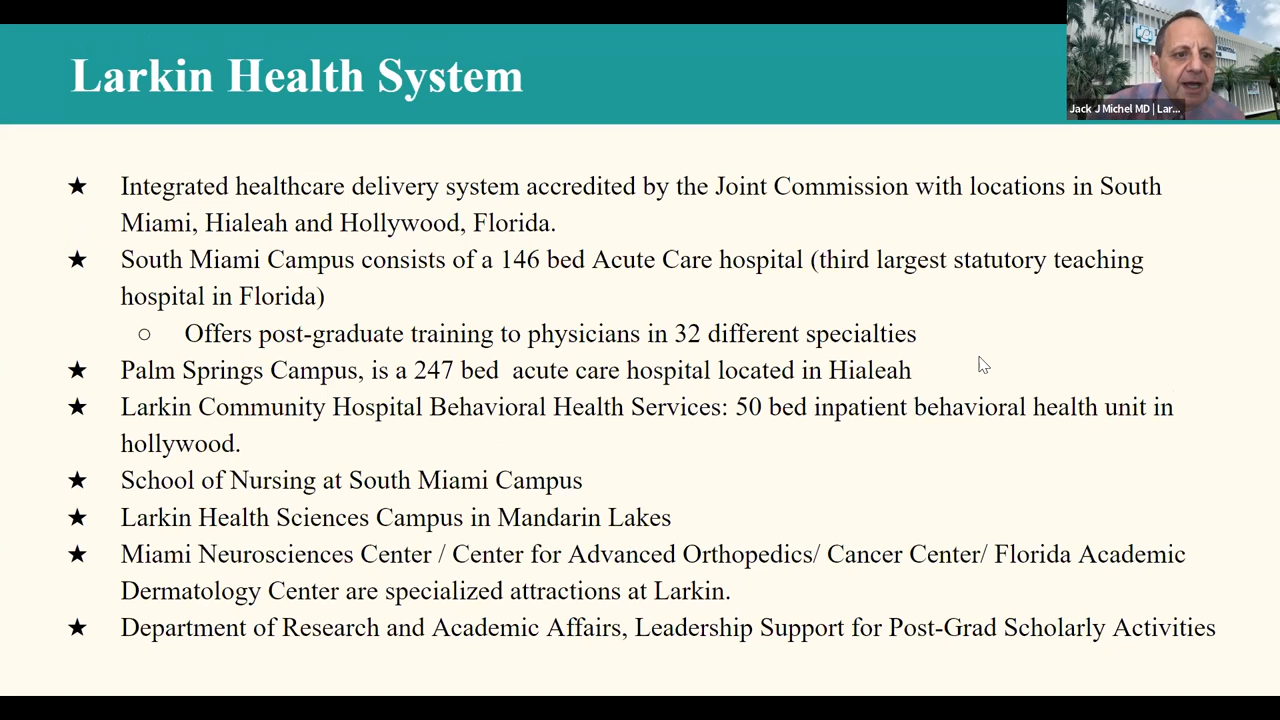 Larkin Health System
Jack J Michel MD | Lar...
★ Integrated healthcare delivery system accredited by the Joint Commission with locations in South
Miami, Hialeah and Hollywood, Florida.
★ South Miami Campus consists of a 146 bed Acute Care hospital (third largest statutory teaching
hospital in Florida)
○ Offers post-graduate training to physicians in 32 different specialties
★ Palm Springs Campus, is a 247 bed  acute care hospital located in Hialeah
★ Larkin Community Hospital Behavioral Health Services: 50 bed inpatient behavioral health unit in
hollywood.
★ School of Nursing at South Miami Campus
★ Larkin Health Sciences Campus in Mandarin Lakes
★ Miami Neurosciences Center / Center for Advanced Orthopedics/ Cancer Center/ Florida Academic
Dermatology Center are specialized attractions at Larkin.
★ Department of Research and Academic Affairs, Leadership Support for Post-Grad Scholarly Activities